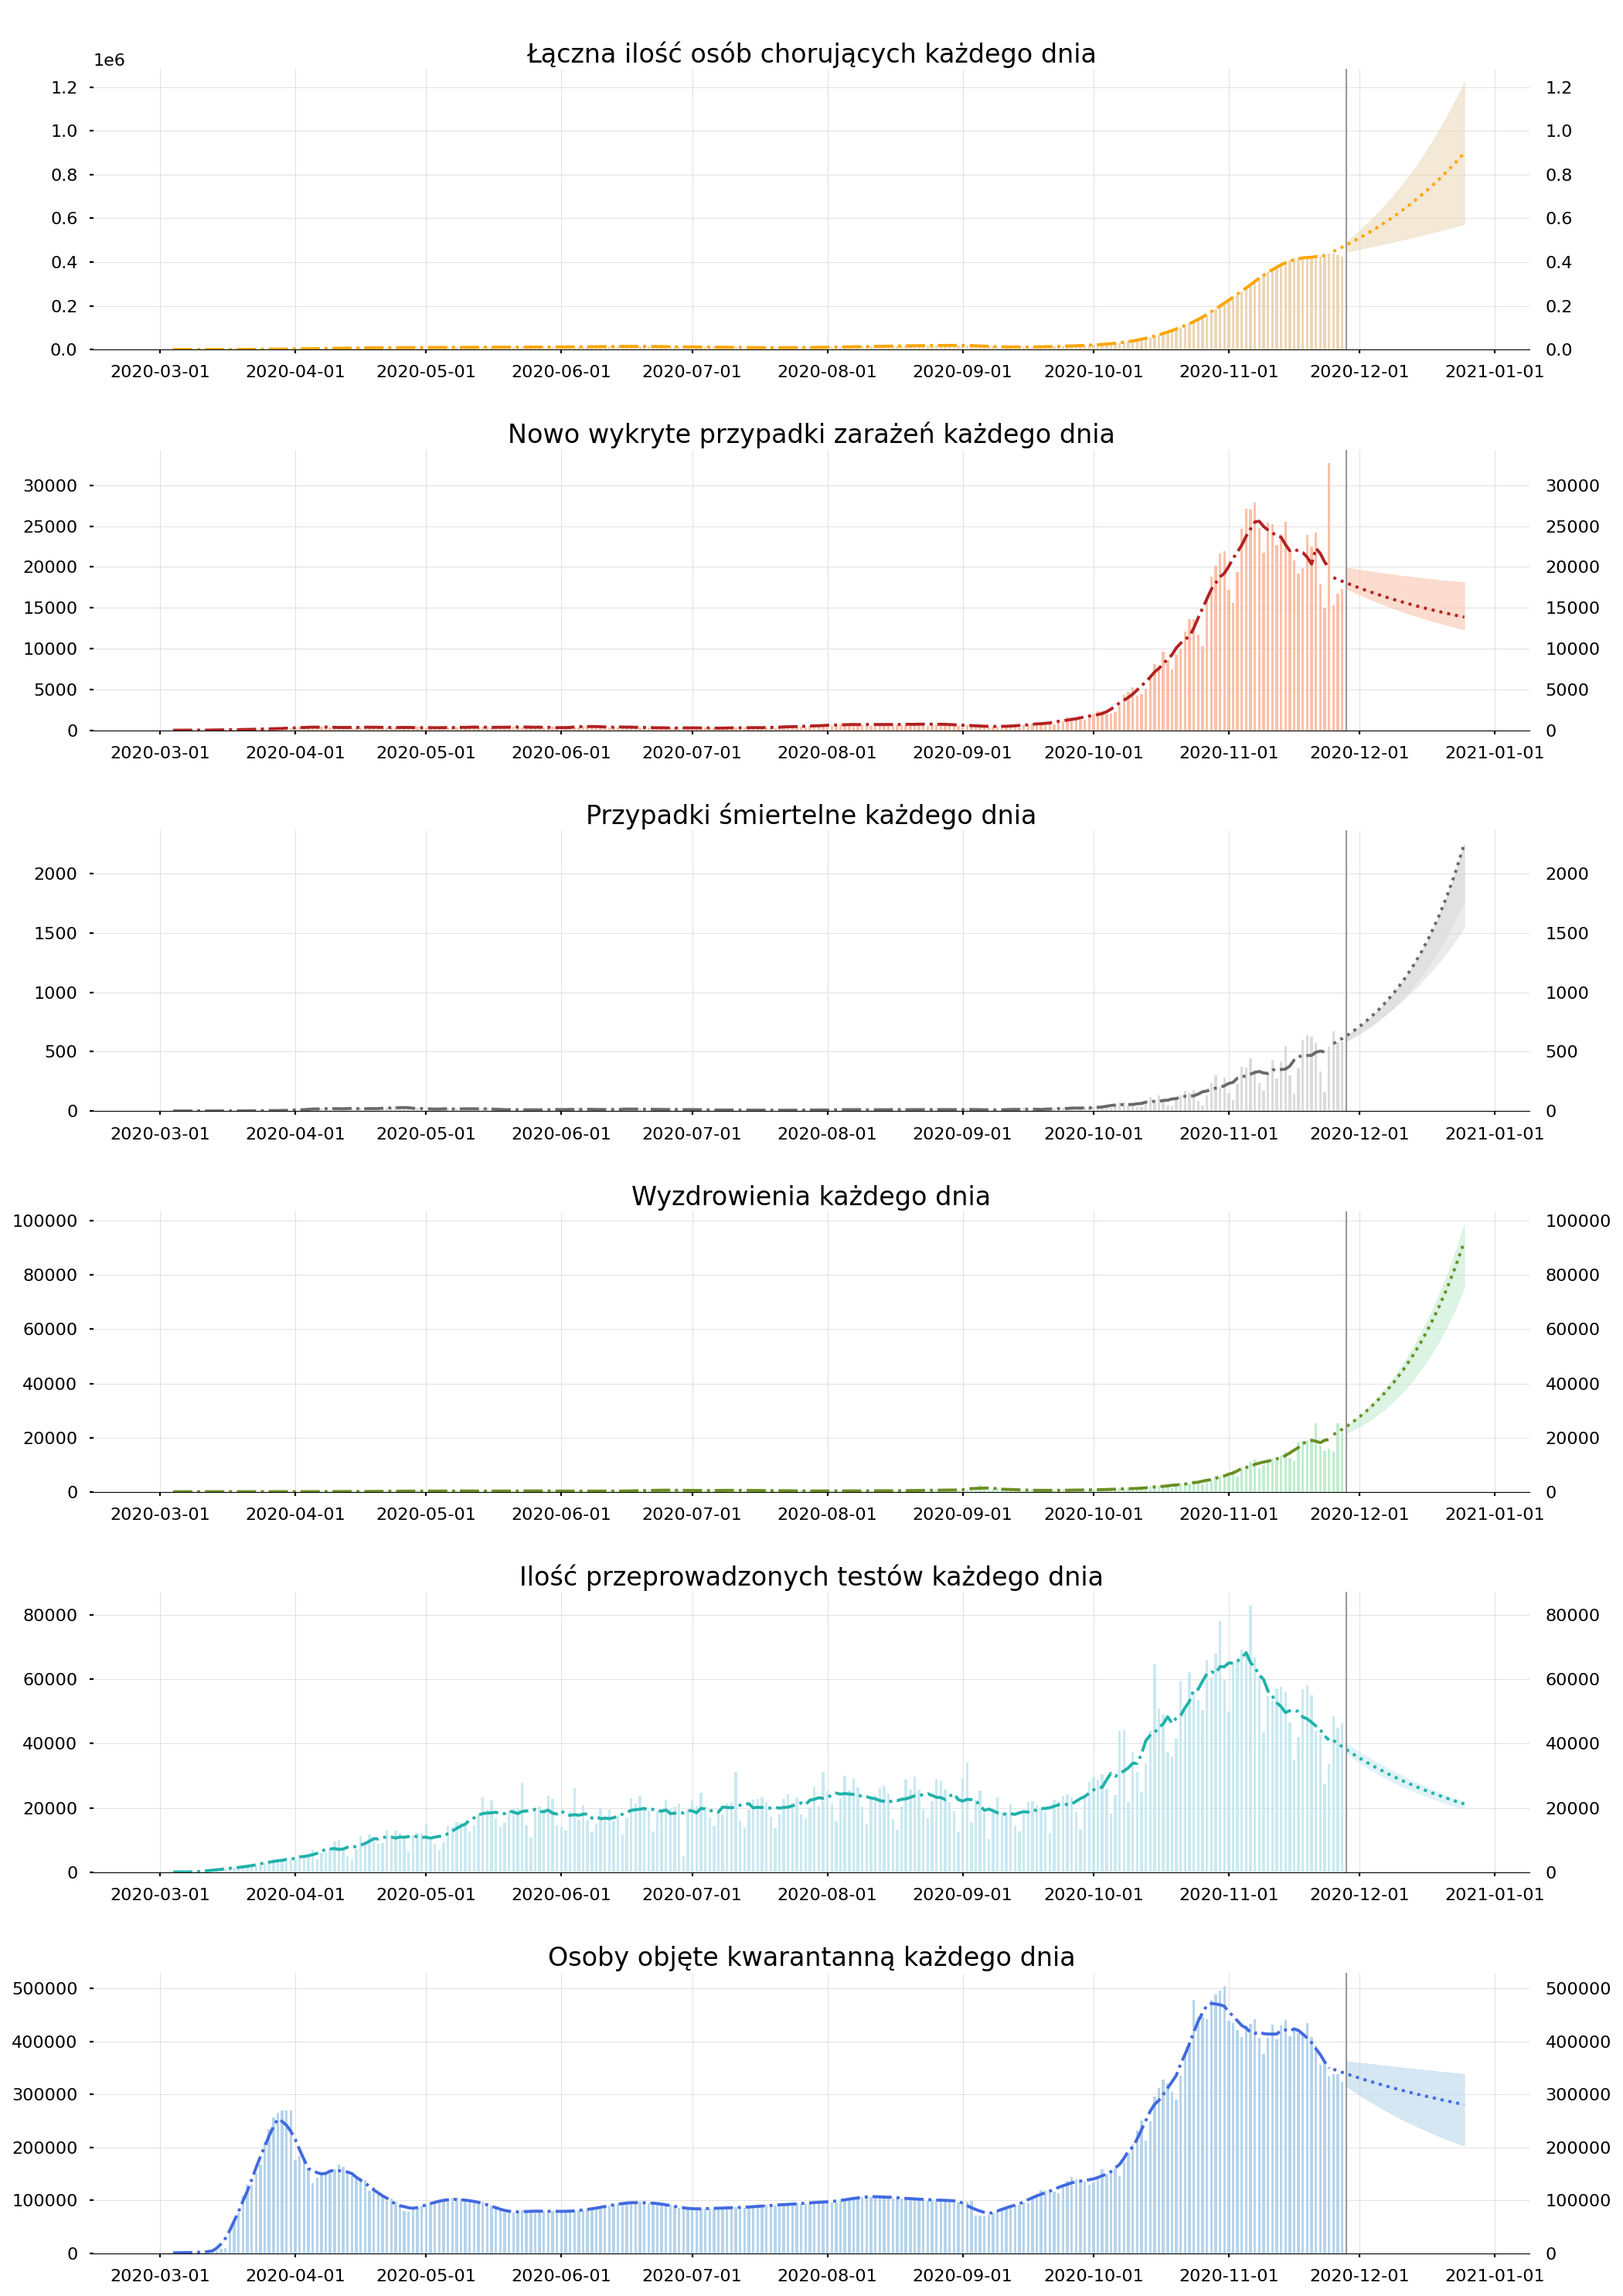 Łączna ilość osób chorujących każdego dnia
1e6
1.2 1.2
1.0 1.0
0.8 0.8
0.6 0.6
0.4 0.4
0.2 0.2
0.0 0.0
2020-03-01 2020-04-01 2020-05-01 2020-06-01 2020-07-01 2020-08-01 2020-09-01 2020-10-01 2020-11-01 2020-12-01 2021-01-01
Nowo wykryte przypadki zarażeń każdego dnia
30000 30000
25000 25000
20000 20000
15000 15000
10000 10000
5000 5000
0 0
2020-03-01 2020-04-01 2020-05-01 2020-06-01 2020-07-01 2020-08-01 2020-09-01 2020-10-01 2020-11-01 2020-12-01 2021-01-01
Przypadki śmiertelne każdego dnia
2000 2000
1500 1500
1000 1000
500 500
0 0
2020-03-01 2020-04-01 2020-05-01 2020-06-01 2020-07-01 2020-08-01 2020-09-01 2020-10-01 2020-11-01 2020-12-01 2021-01-01
Wyzdrowienia każdego dnia
100000 100000
80000 80000
60000 60000
40000 40000
20000 20000
0 0
2020-03-01 2020-04-01 2020-05-01 2020-06-01 2020-07-01 2020-08-01 2020-09-01 2020-10-01 2020-11-01 2020-12-01 2021-01-01
Ilość przeprowadzonych testów każdego dnia
80000 80000
60000 60000
40000 40000
20000 20000
0 0
2020-03-01 2020-04-01 2020-05-01 2020-06-01 2020-07-01 2020-08-01 2020-09-01 2020-10-01 2020-11-01 2020-12-01 2021-01-01
Osoby objęte kwarantanną każdego dnia
500000 500000
400000 400000
300000 300000
200000 200000
100000 100000
0 0
2020-03-01 2020-04-01 2020-05-01 2020-06-01 2020-07-01 2020-08-01 2020-09-01 2020-10-01 2020-11-01 2020-12-01 2021-01-01